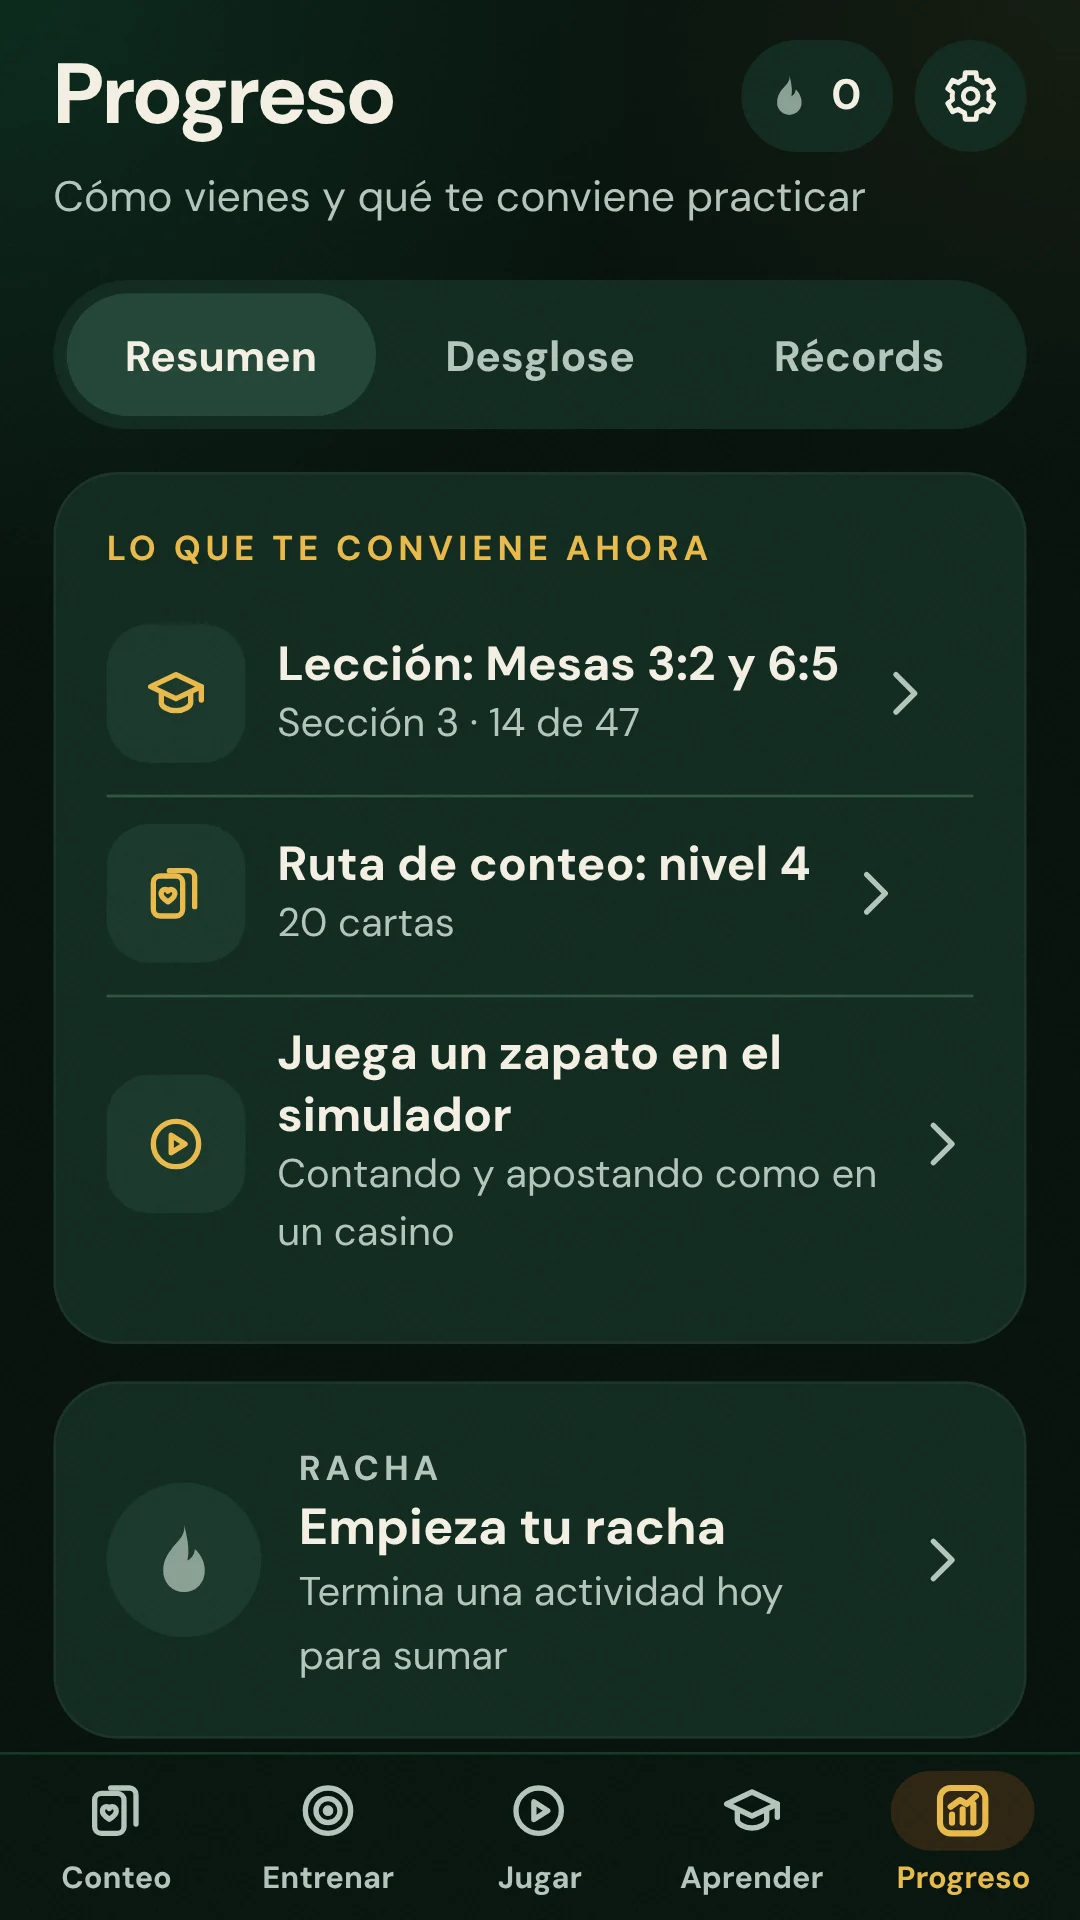 Progreso
0
Cómo vienes y qué te conviene practicar
Resumen
Desglose
Récords
LO QUE TE CONVIENE AHORA
Lección: Mesas 3:2 y 6:5
Sección 3 · 14 de 47
Ruta de conteo: nivel 4
20 cartas
Juega un zapato en el
simulador
Contando y apostando como en
un casino
RACHA
Empieza tu racha
Termina una actividad hoy
para sumar
Conteo
Entrenar
Jugar
Aprender
Progreso